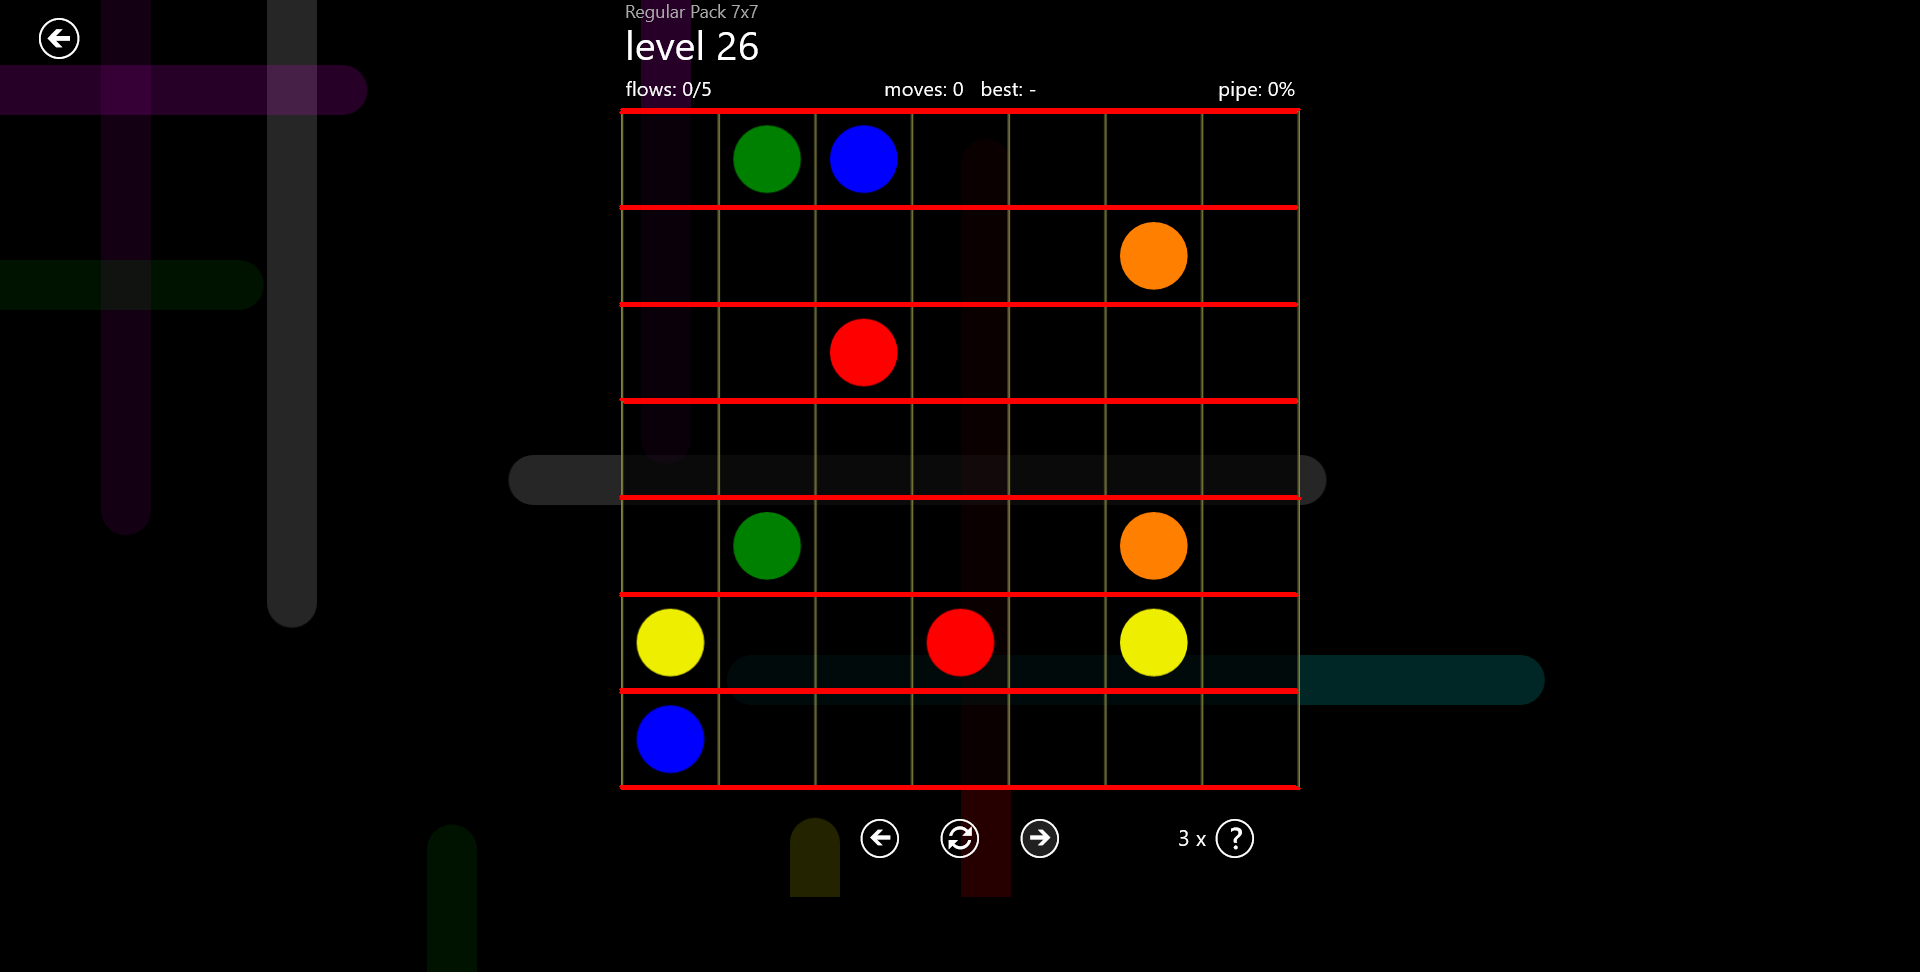 Regular Pack 7x7
level 26
flows: 0/5 moves: 0 best: - pipe: 0%
3 x ?